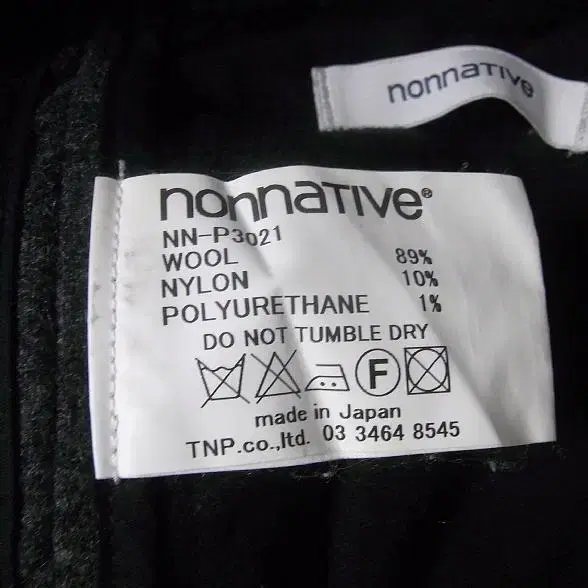 nonnaTIVe
nonnaTIVe®
NN-P3021
WOOL 89%
NYLON 10%
POLYURETHANE 1%
DO NOT TUMBLE DRY
F
made in Japan
TNP.co.,ltd. 03 3464 8545